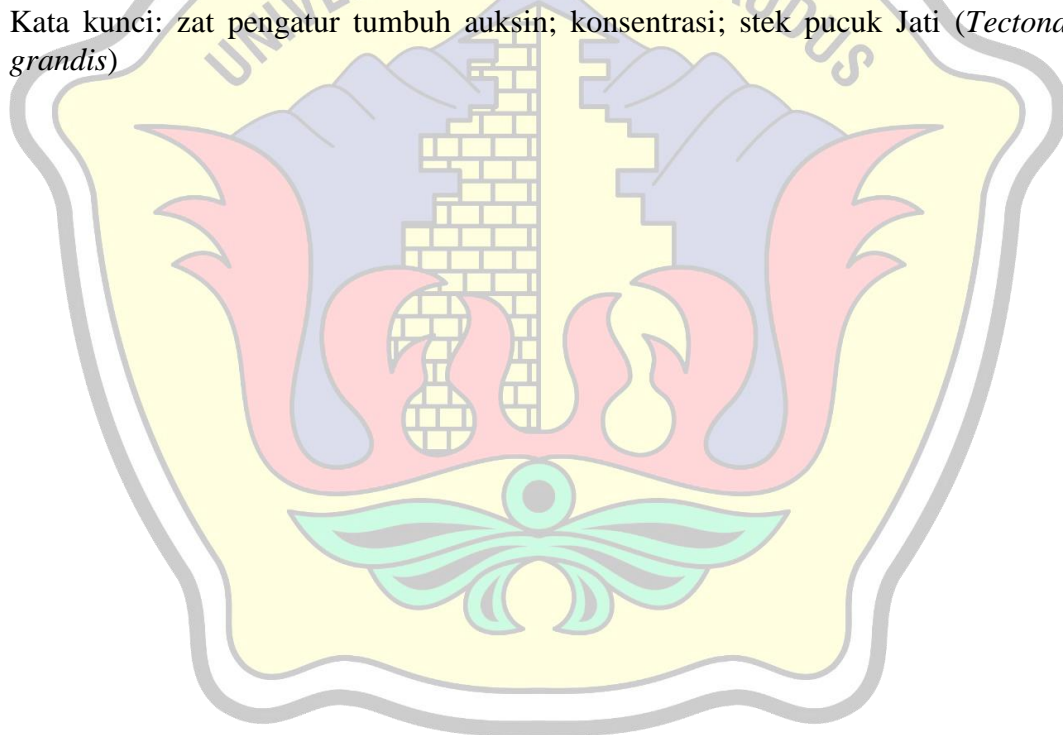 Kata kunci: zat pengatur tumbuh auksin; konsentrasi; stek pucuk Jati (Tectona
grandis)